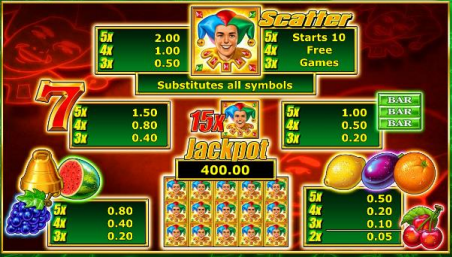 Scatter
5x 2.00
4x 1.00
3x 0.50
5x Starts 10
4x Free
3x Games
Substitutes all symbols
7
5x 1.50
4x 0.80
3x 0.40
15x
Jackpot
400.00
5x 1.00
4x 0.50
3x 0.20
BAR
BAR
BAR
5x 0.80
4x 0.40
3x 0.20
5x 0.50
4x 0.20
3x 0.10
2x 0.05